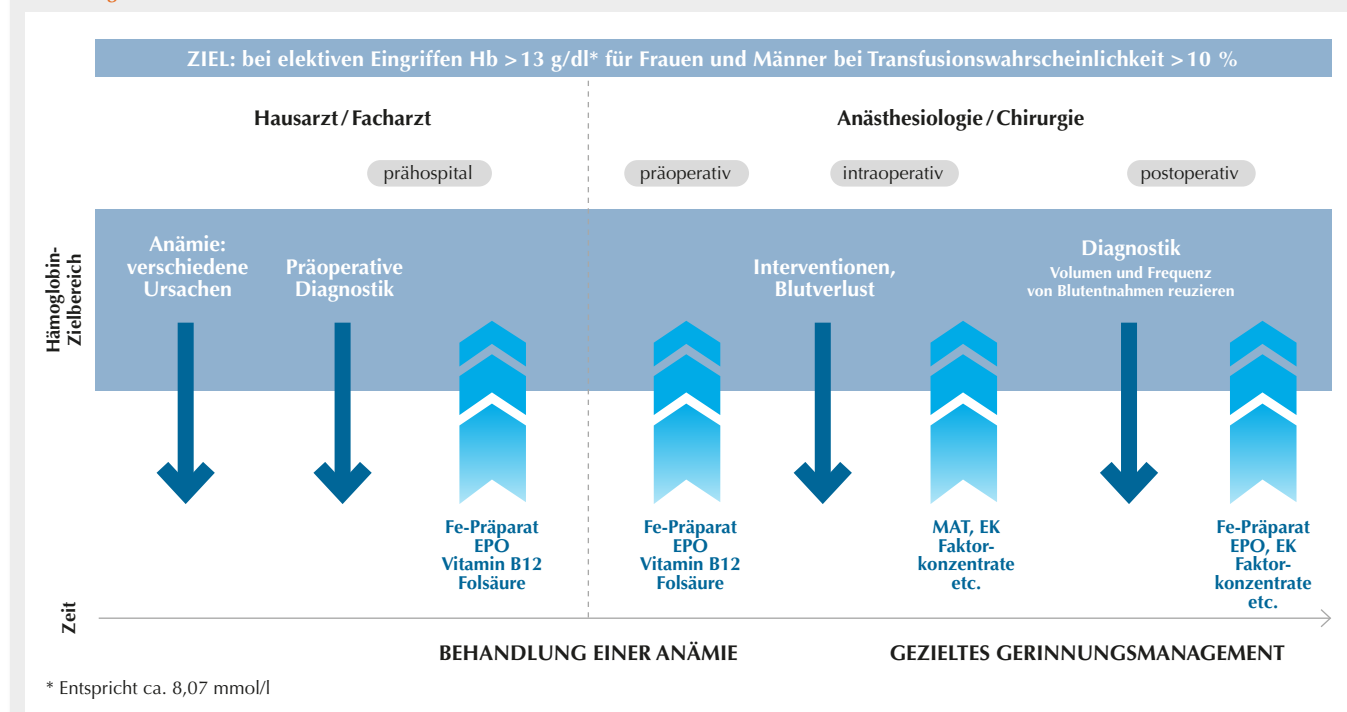 ZIEL: bei elektiven Eingriffen Hb >13 g/dl* für Frauen und Männer bei Transfusionswahrscheinlichkeit >10 %
Hausarzt/Facharzt
Anästhesiologie/Chirurgie
prähospital
präoperativ
intraoperativ
postoperativ
Hämoglobin-
Zielbereich
Anämie:
verschiedene
Ursachen
Präoperative
Diagnostik
Interventionen,
Blutverlust
Diagnostik
Volumen und Frequenz
von Blutentnahmen reuzieren
Fe-Präparat
EPO
Vitamin B12
Folsäure
Fe-Präparat
EPO
Vitamin B12
Folsäure
MAT, EK
Faktor-
konzentrate
etc.
Fe-Präparat
EPO, EK
Faktor-
konzentrate
etc.
Zeit
BEHANDLUNG EINER ANÄMIE
GEZIELTES GERINNUNGSMANAGEMENT
* Entspricht ca. 8,07 mmol/l